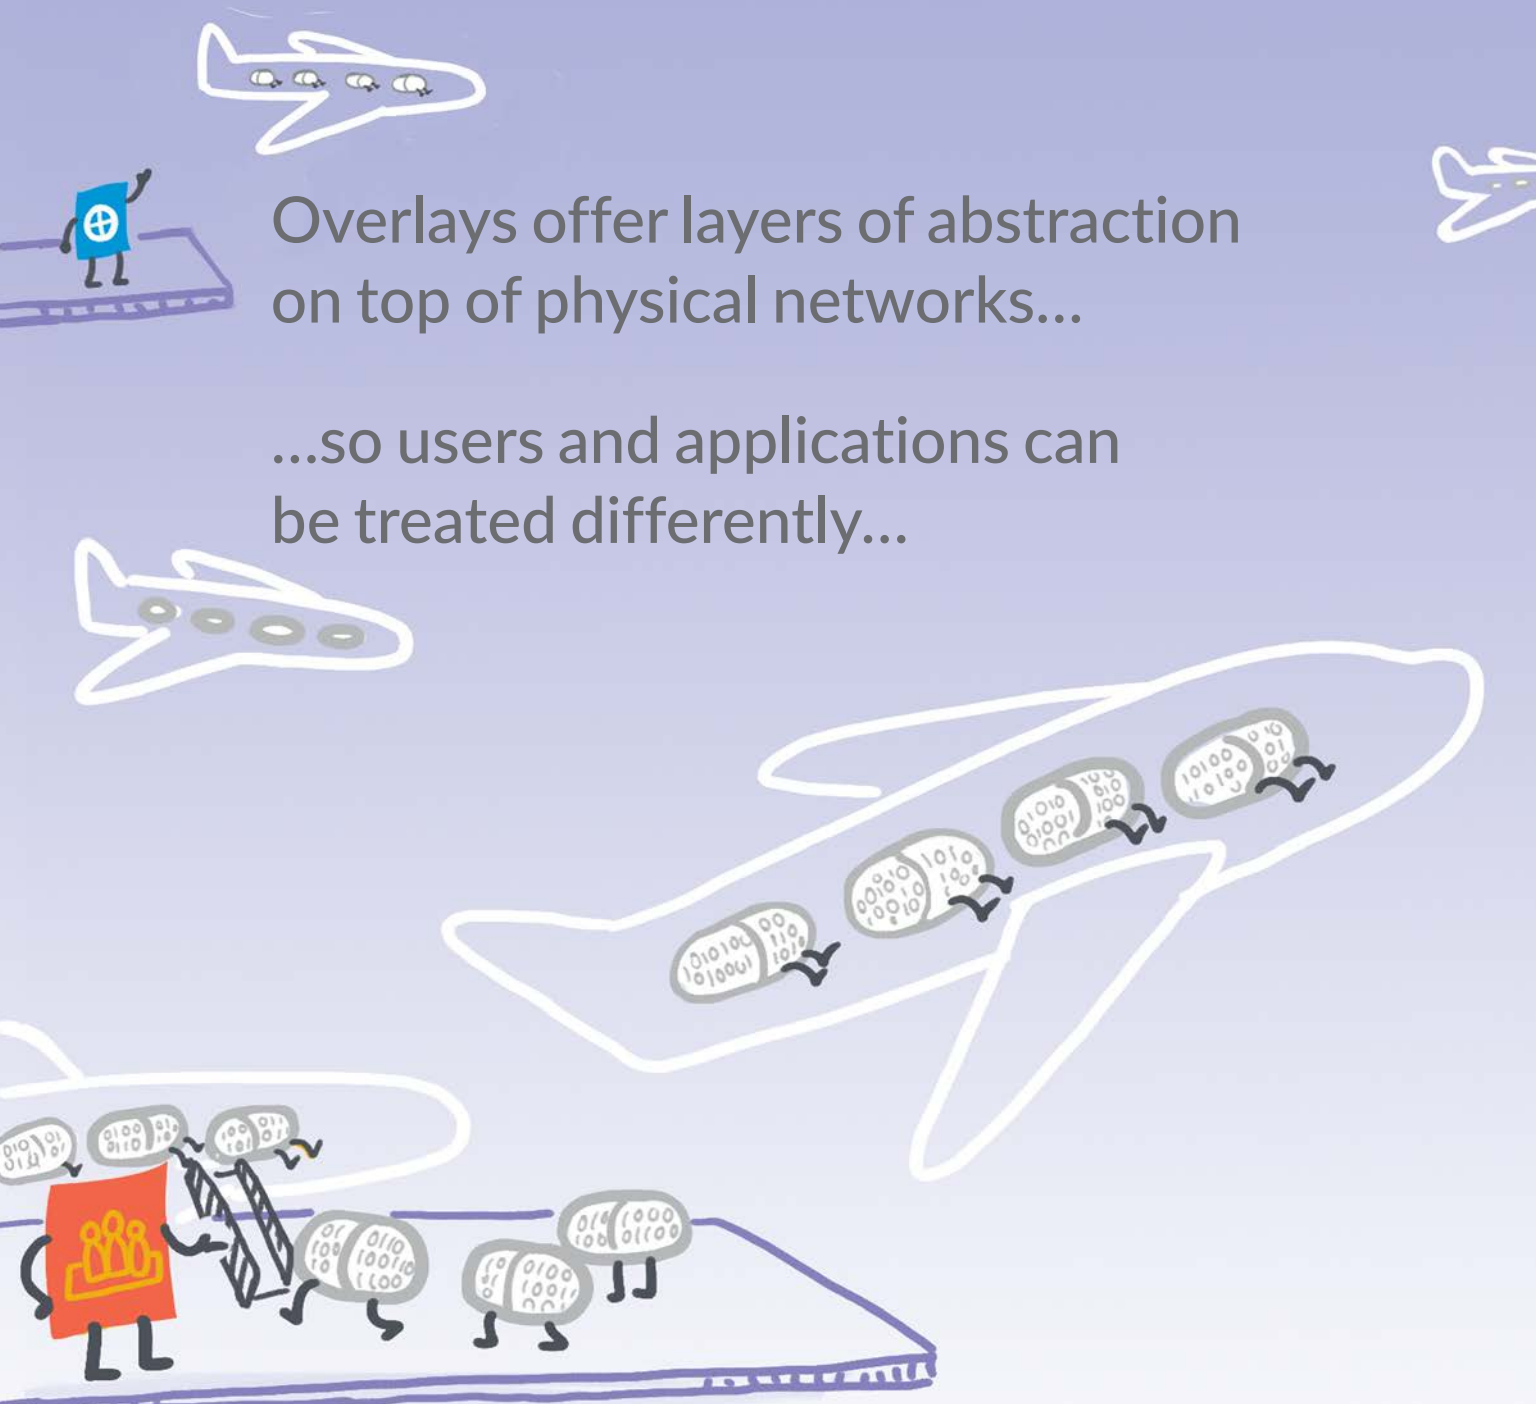 Overlays offer layers of abstraction
on top of physical networks...
...so users and applications can
be treated differently...